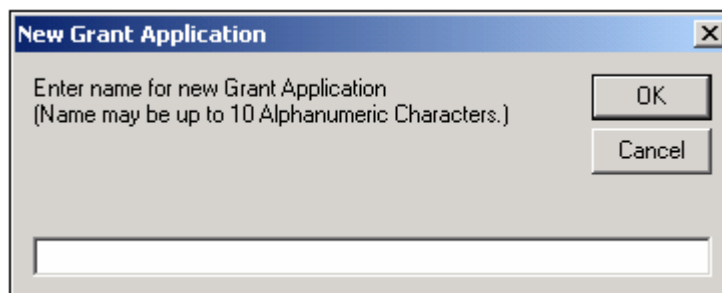 New Grant Application
Enter name for new Grant Application
(Name may be up to 10 Alphanumeric Characters.)
OK
Cancel